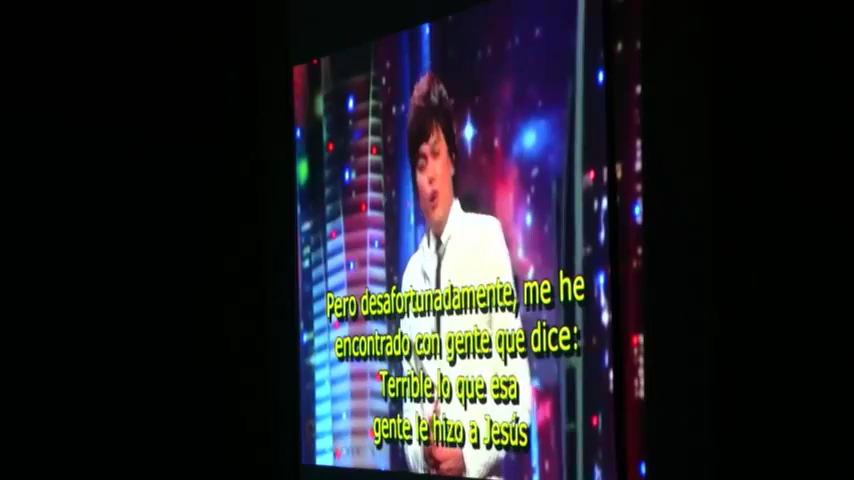 Pero desafortunadamente, me he
encontrado con gente que dice:
Terrible lo que esa
gente le hizo a Jesús